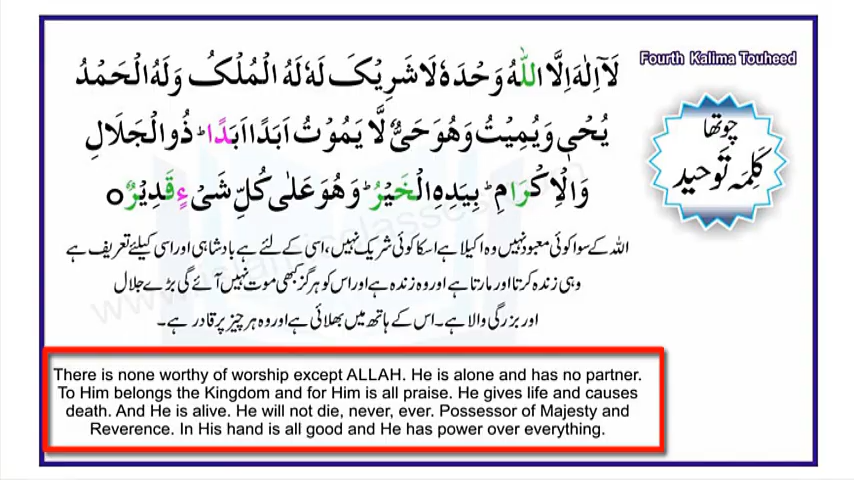 لَآ اِلٰهَ اِلَّا اللّٰهُ وَحْدَهٗ لَا شَرِيْكَ لَهٗ لَهُ الْمُلْكُ وَلَهُ الْحَمْدُ
يُحْيٖ وَيُمِيْتُ وَهُوَ حَىٌّ لَّا يَمُوْتُ اَبَدًا اَبَدًا ؕ ذُو الْجَلَالِ
وَالْاِكْرَامِ ؕ بِيَدِهِ الْخَيْرُ ؕ وَهُوَ عَلٰى كُلِّ شَىْءٍ قَدِيْرٌ ○
Fourth Kalima Touheed
چوتھا
کَلِمَہ تَوحید
اللہ کے سوا کوئی معبود نہیں وہ اکیلا ہے اسکا کوئی شریک نہیں، اسی کے لئے ہے بادشاہی اور اسی کیلئے تعریف ہے
وہی زندہ کرتا اور مارتا ہے اور وہ زندہ ہے اور اس کو ہرگز کبھی موت نہیں آئے گی بڑے جلال
اور بزرگی والا ہے۔ اس کے ہاتھ میں بھلائی ہے اور وہ ہر چیز پر قادر ہے۔
There is none worthy of worship except ALLAH. He is alone and has no partner.
To Him belongs the Kingdom and for Him is all praise. He gives life and causes
death. And He is alive. He will not die, never, ever. Possessor of Majesty and
Reverence. In His hand is all good and He has power over everything.